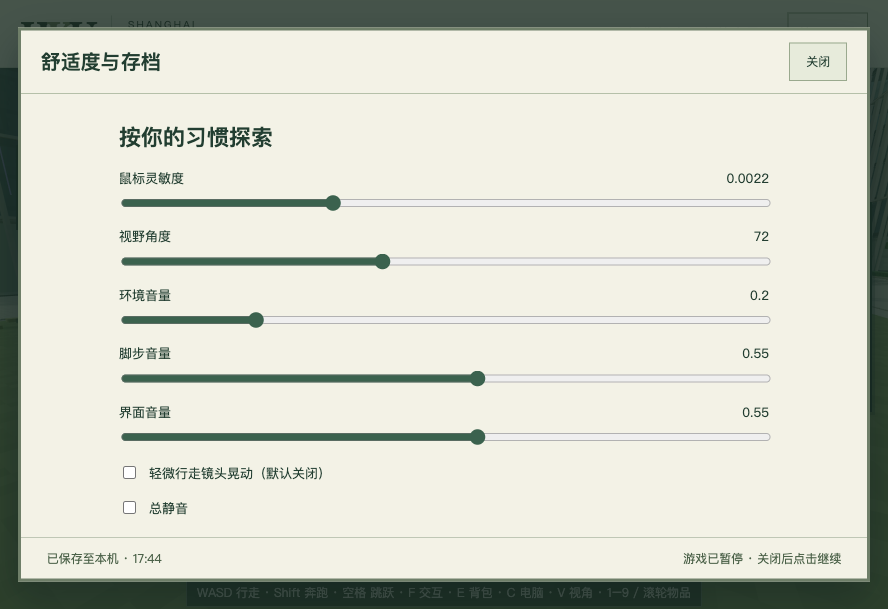 SHANGHAI
舒适度与存档
关闭
按你的习惯探索
鼠标灵敏度 0.0022
视野角度 72
环境音量 0.2
脚步音量 0.55
界面音量 0.55
轻微行走镜头晃动（默认关闭）
总静音
已保存至本机 · 17:44 游戏已暂停 · 关闭后点击继续
WASD 行走 · Shift 奔跑 · 空格 跳跃 · F 交互 · E 背包 · C 电脑 · V 视角 · 1–9 / 滚轮物品